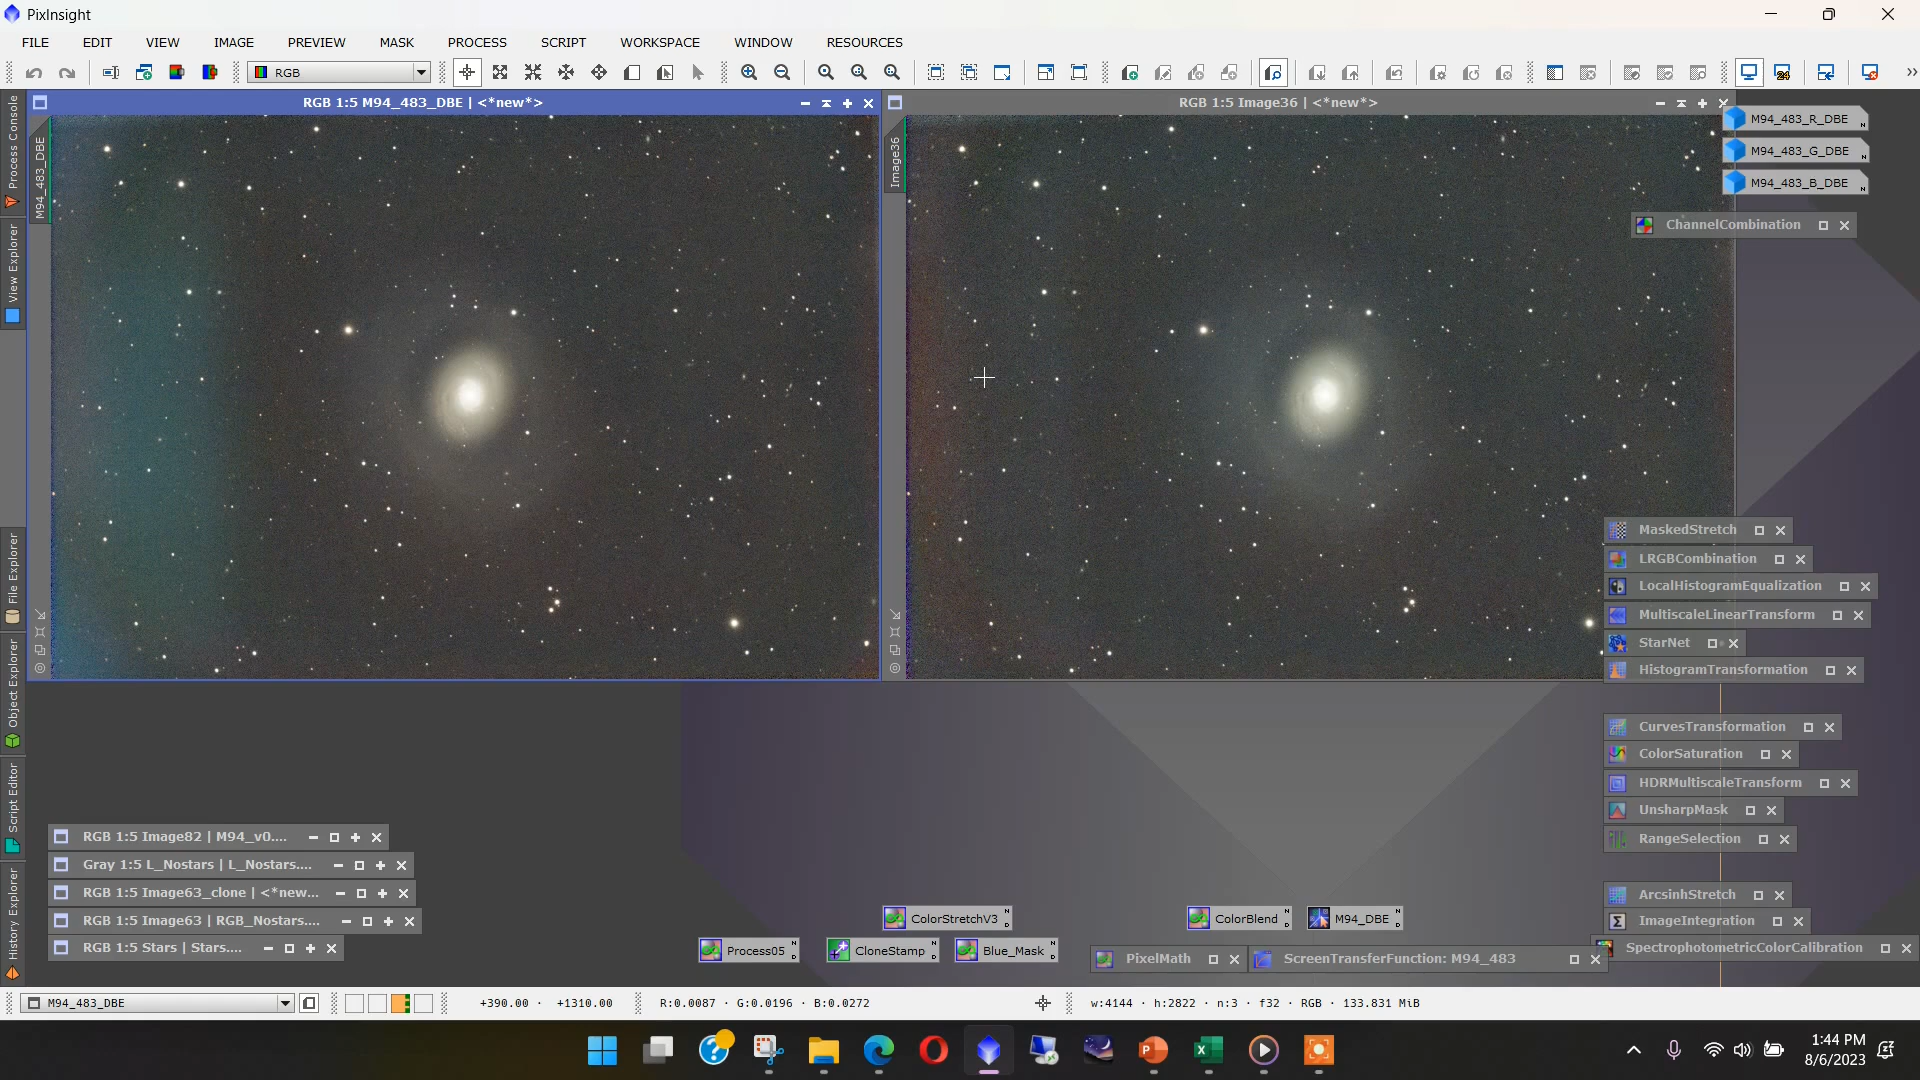 PixInsight
FILE EDIT VIEW IMAGE PREVIEW MASK PROCESS SCRIPT WORKSPACE WINDOW RESOURCES
RGB
24
RGB 1:5 M94_483_DBE | <*new*>
RGB 1:5 Image36 | <*new*>
Process Console
View Explorer
File Explorer
Object Explorer
Script Editor
History Explorer
M94_483_DBE
Image36
M94_483_R_DBE
M94_483_G_DBE
M94_483_B_DBE
ChannelCombination
MaskedStretch
LRGBCombination
LocalHistogramEqualization
MultiscaleLinearTransform
StarNet
HistogramTransformation
CurvesTransformation
ColorSaturation
HDRMultiscaleTransform
UnsharpMask
RangeSelection
ArcsinhStretch
ImageIntegration
SpectrophotometricColorCalibration
RGB 1:5 Image82 | M94_v0....
Gray 1:5 L_Nostars | L_Nostars....
RGB 1:5 Image63_clone | <*new...
RGB 1:5 Image63 | RGB_Nostars....
RGB 1:5 Stars | Stars....
ColorStretchV3
ColorBlend
M94_DBE
Process05
CloneStamp
Blue_Mask
PixelMath
ScreenTransferFunction: M94_483
M94_483_DBE
+390.00 · +1310.00
R:0.0087 · G:0.0196 · B:0.0272
w:4144 · h:2822 · n:3 · f32 · RGB · 133.831 MiB
1:44 PM
8/6/2023